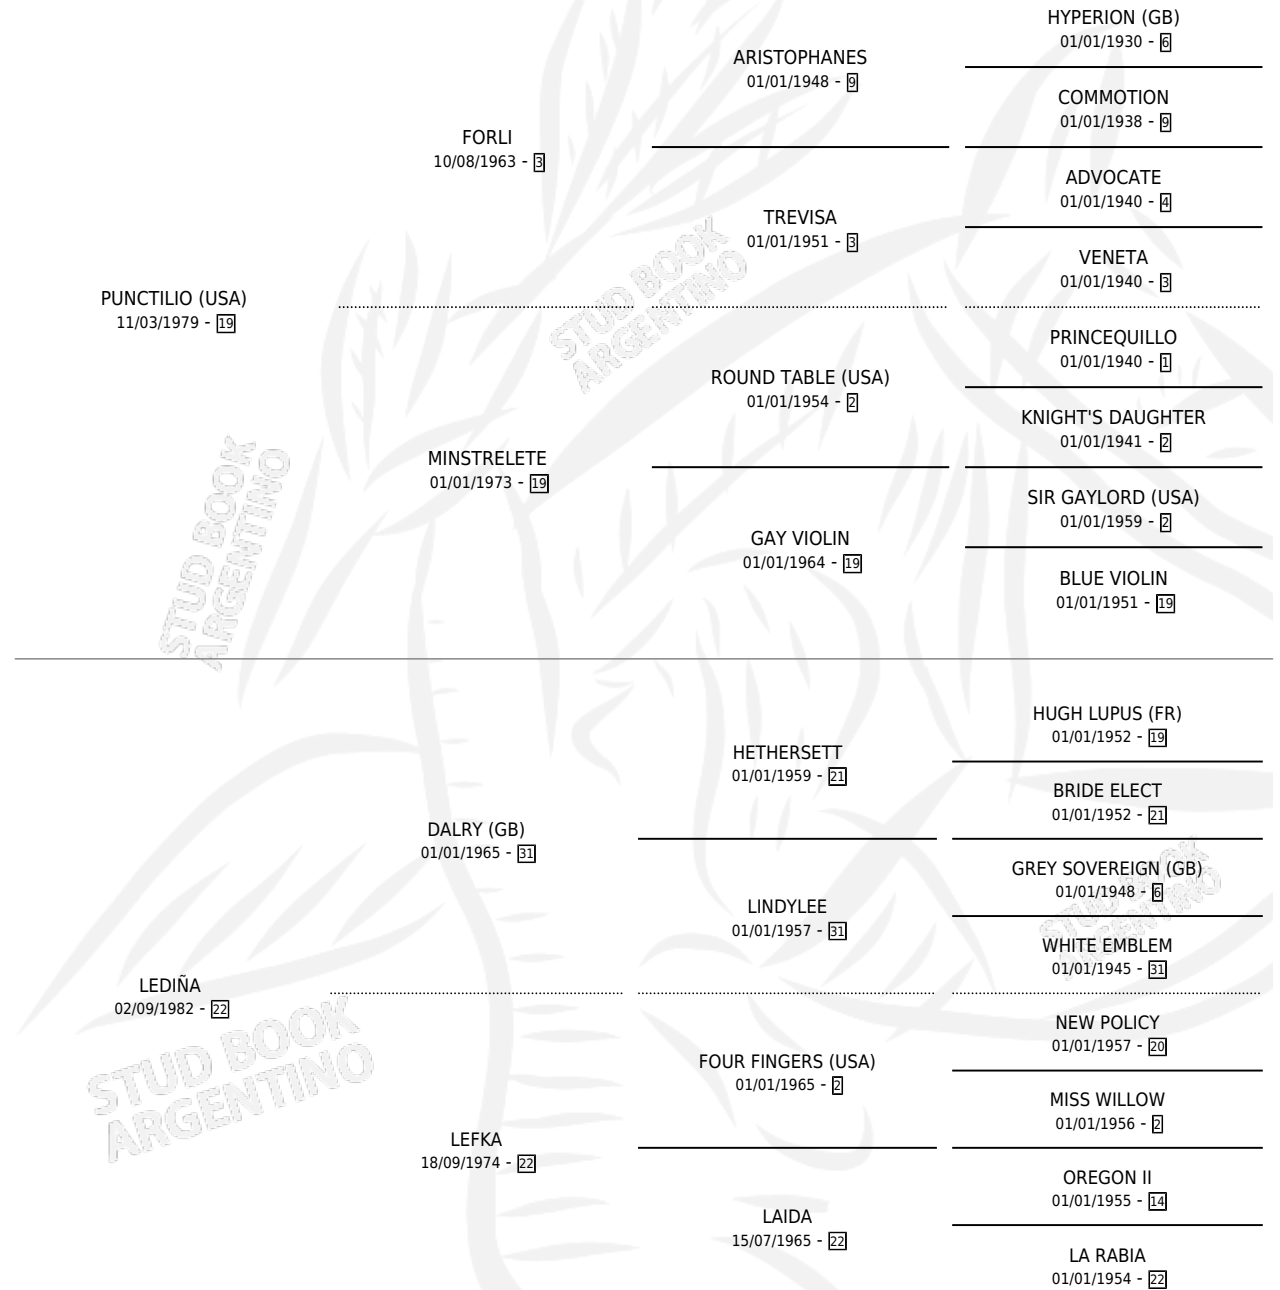 HYPERION (GB)
01/01/1930 - 6
ARISTOPHANES
01/01/1948 - 9
COMMOTION
01/01/1938 - 9
FORLI
10/08/1963 - 3
ADVOCATE
01/01/1940 - 4
TREVISA
01/01/1951 - 3
VENETA
01/01/1940 - 3
PUNCTILIO (USA)
11/03/1979 - 19
PRINCEQUILLO
01/01/1940 - 1
ROUND TABLE (USA)
01/01/1954 - 2
KNIGHT'S DAUGHTER
01/01/1941 - 2
MINSTRELETE
01/01/1973 - 19
SIR GAYLORD (USA)
01/01/1959 - 2
GAY VIOLIN
01/01/1964 - 19
BLUE VIOLIN
01/01/1951 - 19
STUD BOOK
ARGENTINO
STUD BOOK
ARGENTINO
HUGH LUPUS (FR)
01/01/1952 - 19
HETHERSETT
01/01/1959 - 21
BRIDE ELECT
01/01/1952 - 21
DALRY (GB)
01/01/1965 - 31
GREY SOVEREIGN (GB)
01/01/1948 - 6
LINDYLEE
01/01/1957 - 31
WHITE EMBLEM
01/01/1945 - 31
STUD BOOK
ARGENTINO
LEDIÑA
02/09/1982 - 22
NEW POLICY
01/01/1957 - 20
FOUR FINGERS (USA)
01/01/1965 - 2
MISS WILLOW
01/01/1956 - 2
LEFKA
18/09/1974 - 22
OREGON II
01/01/1955 - 14
LAIDA
15/07/1965 - 22
LA RABIA
01/01/1954 - 22
STUD BOOK
ARGENTINO